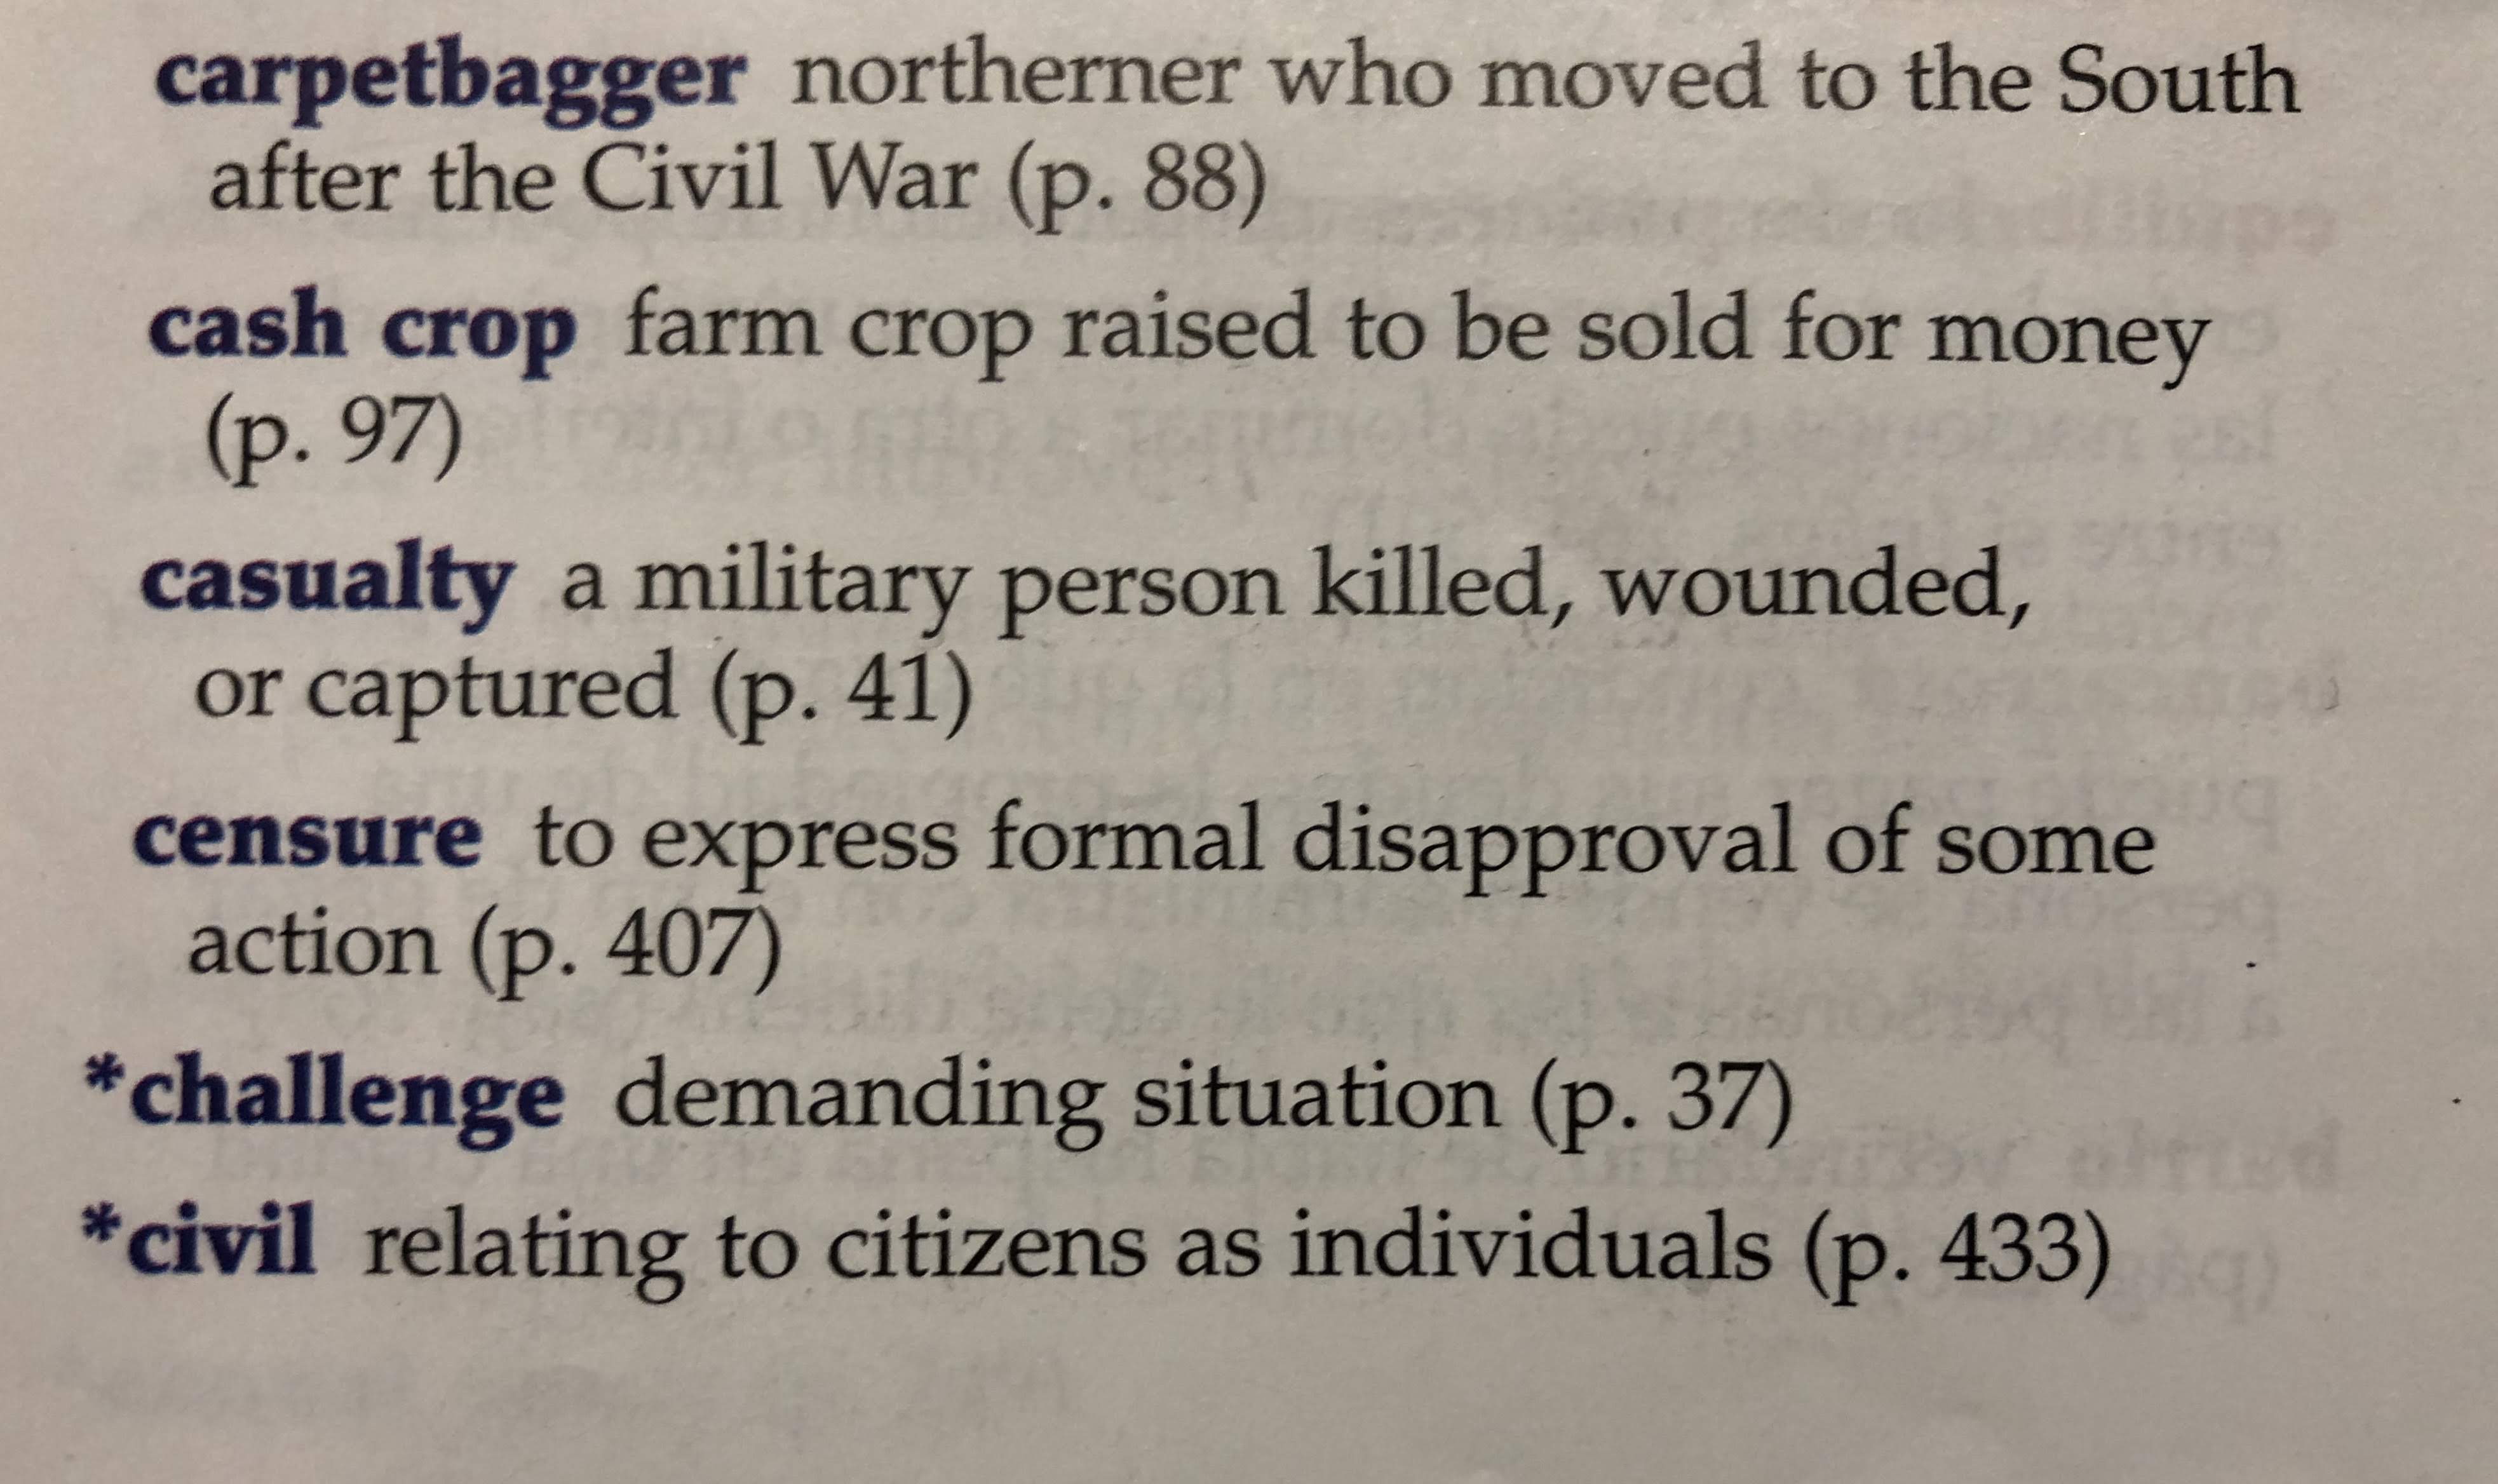 carpetbagger northerner who moved to the South
after the Civil War (p. 88)
cash crop farm crop raised to be sold for money
(p. 97)
casualty a military person killed, wounded,
or captured (p. 41)
censure to express formal disapproval of some
action (p. 407)
*challenge demanding situation (p. 37)
*civil relating to citizens as individuals (p. 433)